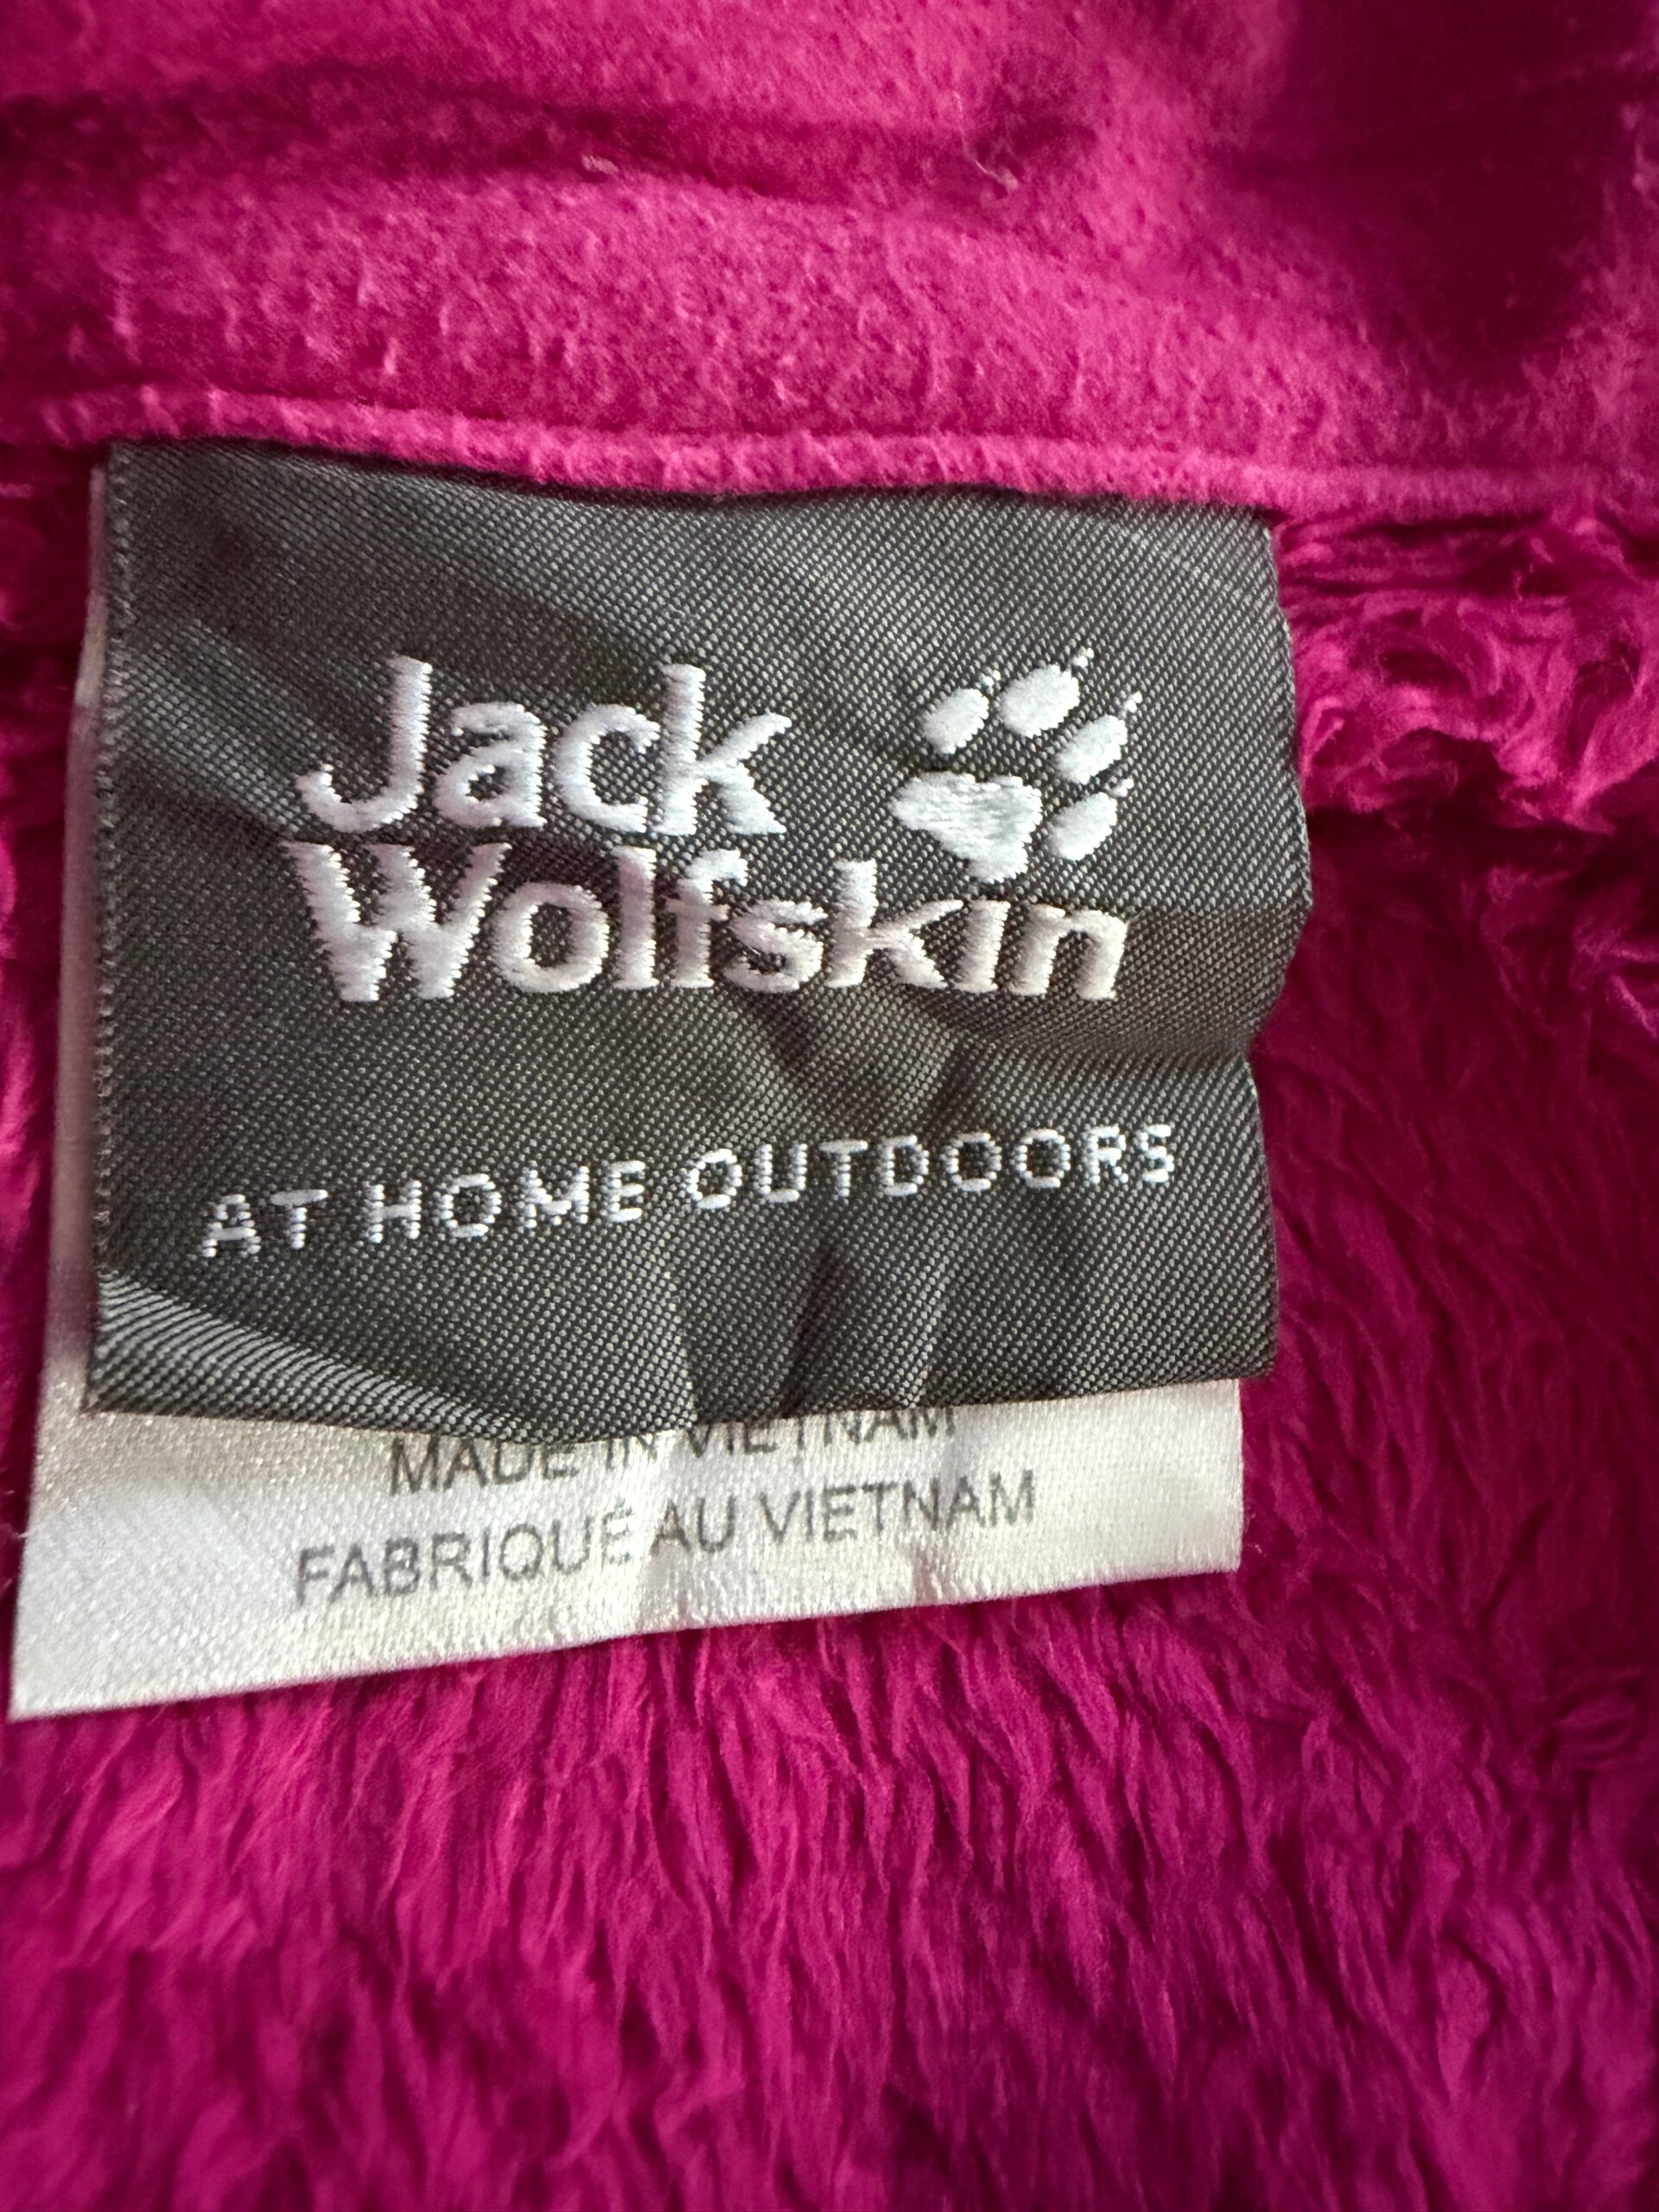 Jack
Wolfskin
AT HOME OUTDOORS
MADE IN VIETNAM
FABRIQUÉ AU VIETNAM